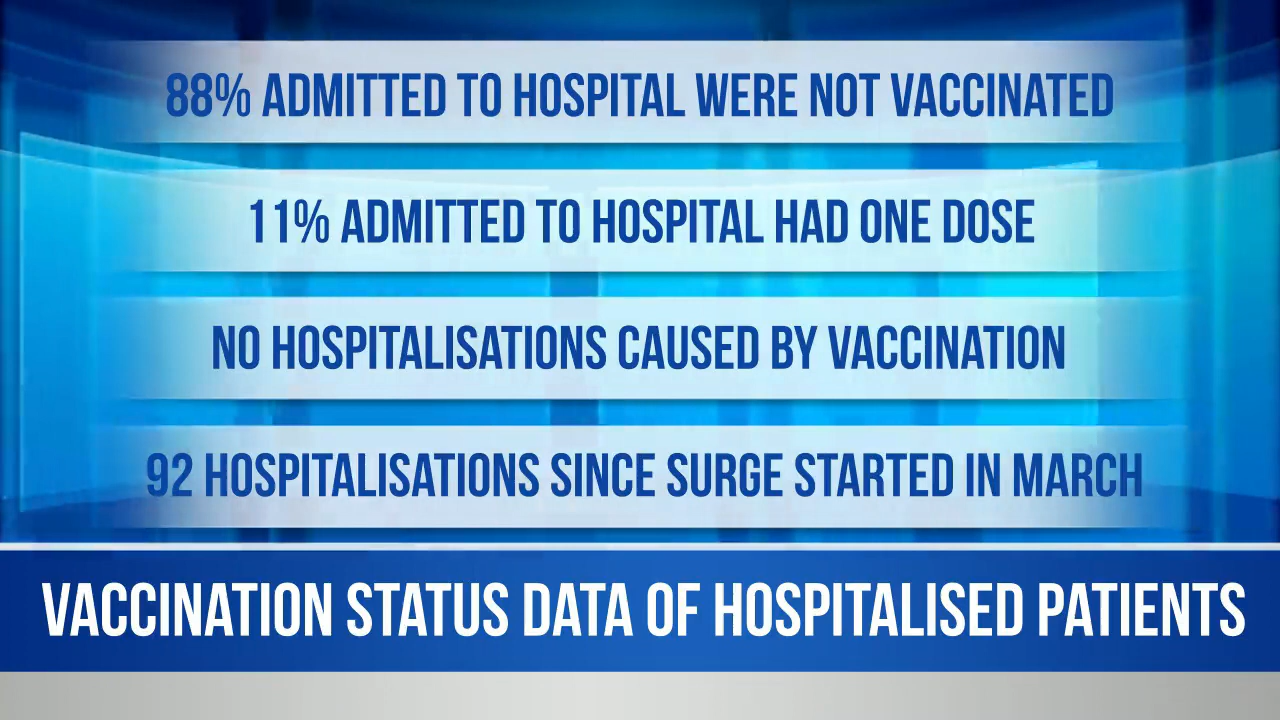 88% ADMITTED TO HOSPITAL WERE NOT VACCINATED
11% ADMITTED TO HOSPITAL HAD ONE DOSE
NO HOSPITALISATIONS CAUSED BY VACCINATION
92 HOSPITALISATIONS SINCE SURGE STARTED IN MARCH
VACCINATION STATUS DATA OF HOSPITALISED PATIENTS